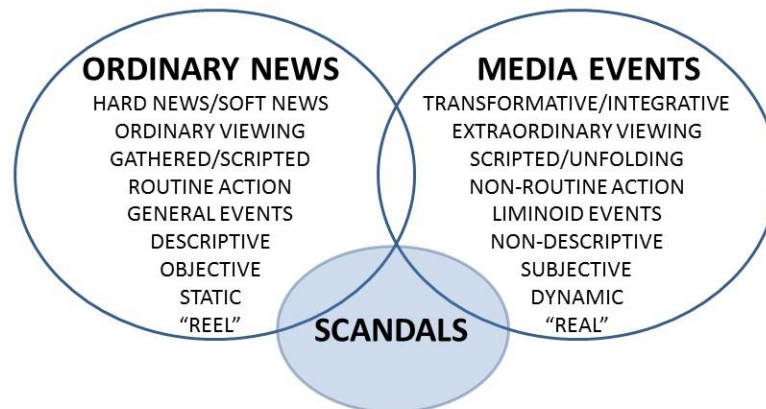 ORDINARY NEWS
HARD NEWS/SOFT NEWS
ORDINARY VIEWING
GATHERED/SCRIPTED
ROUTINE ACTION
GENERAL EVENTS
DESCRIPTIVE
OBJECTIVE
STATIC
“REEL”
MEDIA EVENTS
TRANSFORMATIVE/INTEGRATIVE
EXTRAORDINARY VIEWING
SCRIPTED/UNFOLDING
NON-ROUTINE ACTION
LIMINOID EVENTS
NON-DESCRIPTIVE
SUBJECTIVE
DYNAMIC
“REAL”
SCANDALS